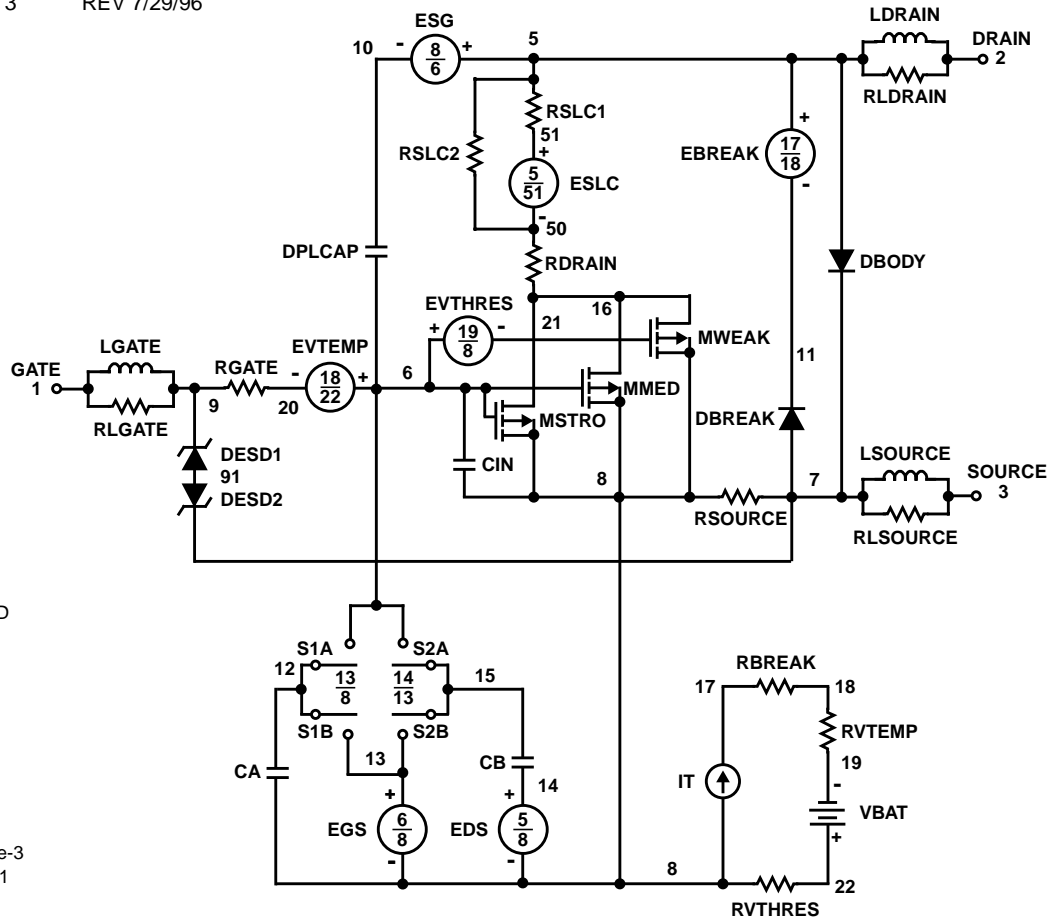 3 REV 7/29/96
LDRAIN
DRAIN
2
RLDRAIN
ESG
10 - 8/6 +
5
RSLC1
51
RSLC2
+
5/51
ESLC
-
50
RDRAIN
+
EBREAK 17/18
-
DPLCAP
DBODY
EVTHRES
+ 19/8 -
21
16
MWEAK
11
LGATE
GATE
1
RLGATE
9
RGATE
20
EVTEMP
- 18/22 +
6
MMED
MSTRO
DBREAK
DESD1
91
DESD2
CIN
8
RSOURCE
7
LSOURCE
SOURCE
3
RLSOURCE
D
S1A
S2A
12
13/8
14/13
15
S1B
S2B
13
CA
CB
14
+
EGS 6/8
-
+
EDS 5/8
-
RBREAK
17
18
RVTEMP
19
IT
-
VBAT
+
8
22
RVTHRES
e-3
1